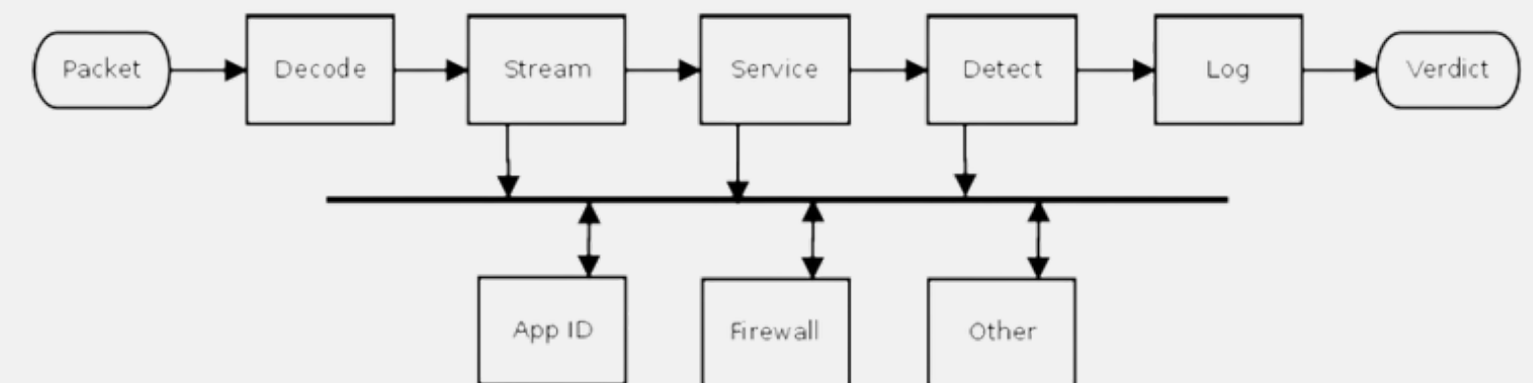 Packet
Decode
Stream
Service
Detect
Log
Verdict
App ID
Firewall
Other